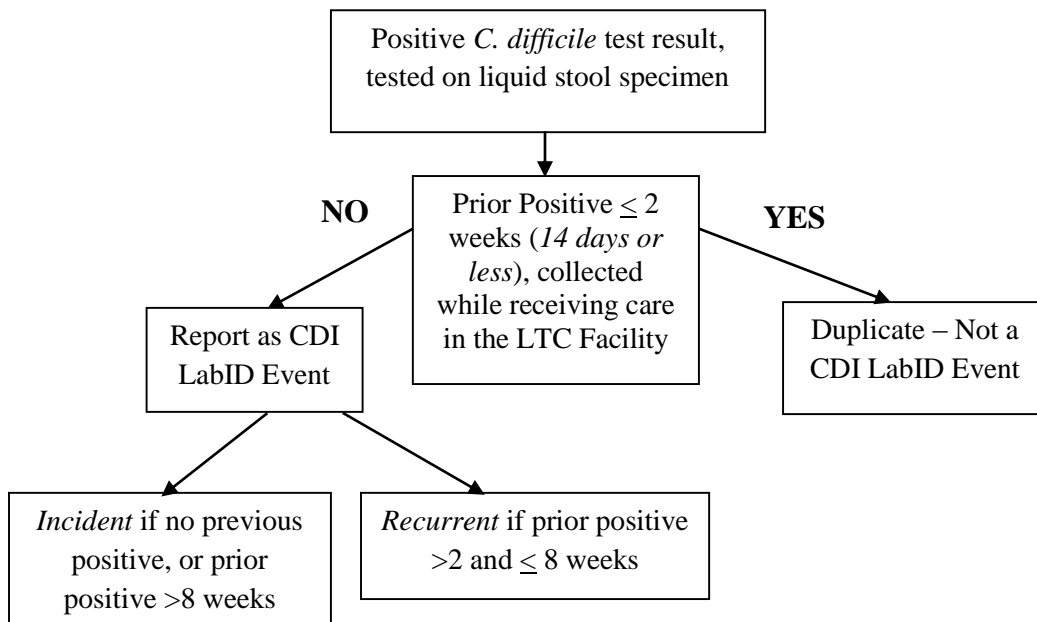 Positive C. difficile test result,
tested on liquid stool specimen
NO
Prior Positive < 2
weeks (14 days or
less), collected
while receiving care
in the LTC Facility
YES
Report as CDI
LabID Event
Duplicate – Not a
CDI LabID Event
Incident if no previous
positive, or prior
positive >8 weeks
Recurrent if prior positive
>2 and < 8 weeks